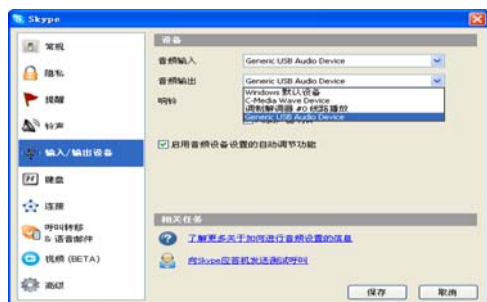 Skype
常规
隐私
提醒
铃声
输入/输出设备
键盘
连接
呼叫转移
& 语音邮件
视频 (BETA)
高级
设备
音频输入
Generic USB Audio Device
音频输出
Generic USB Audio Device
响铃
Windows 默认设备
C-Media Wave Device
调制解调器 #0 线路播放
Generic USB Audio Device
启用音频设备设置的自动调节功能
相关任务
了解更多关于如何进行音频设置的信息
向Skype应答机发送测试呼叫
保存
取消